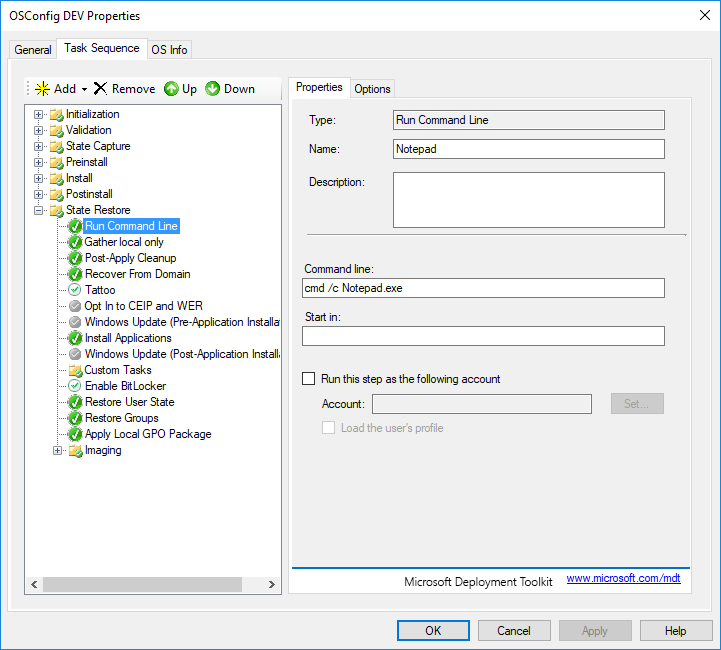 OSConfig DEV Properties
General Task Sequence OS Info
Add Remove Up Down
Initialization
Validation
State Capture
Preinstall
Install
Postinstall
State Restore
Run Command Line
Gather local only
Post-Apply Cleanup
Recover From Domain
Tattoo
Opt In to CEIP and WER
Windows Update (Pre-Application Installa
Install Applications
Windows Update (Post-Application Install
Custom Tasks
Enable BitLocker
Restore User State
Restore Groups
Apply Local GPO Package
Imaging
Properties Options
Type: Run Command Line
Name: Notepad
Description:
Command line:
cmd /c Notepad.exe
Start in:
Run this step as the following account
Account: Set...
Load the user's profile
Microsoft Deployment Toolkit www.microsoft.com/mdt
OK Cancel Apply Help